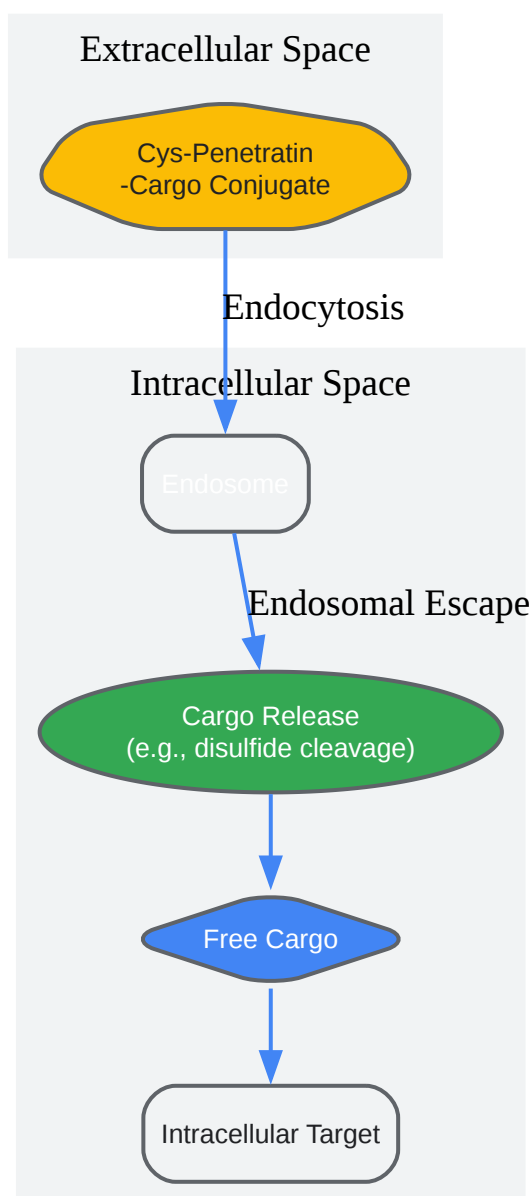 Extracellular Space
Cys-Penetratin
-Cargo Conjugate
Endocytosis
Intracellular Space
Endosome
Endosomal Escape
Cargo Release
(e.g., disulfide cleavage)
Free Cargo
Intracellular Target